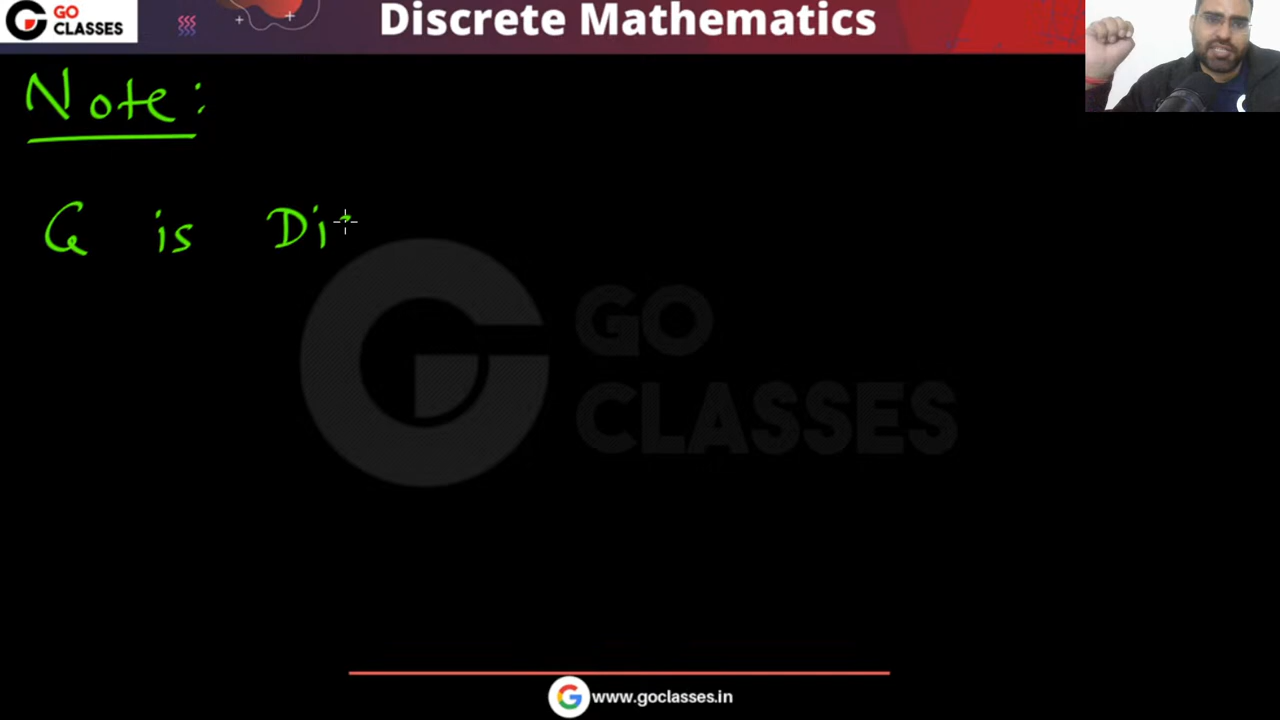 GO
CLASSES
Discrete Mathematics
Note:
G is Di
GO
CLASSES
www.goclasses.in